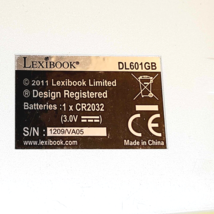 LEXIBOOK® DL601GB
© 2011 Lexibook Limited
® Design Registered
Batteries : 1 x CR2032
(3.0V ⎓)
S/N : 1209/VA05
www.lexibook.com Made in China